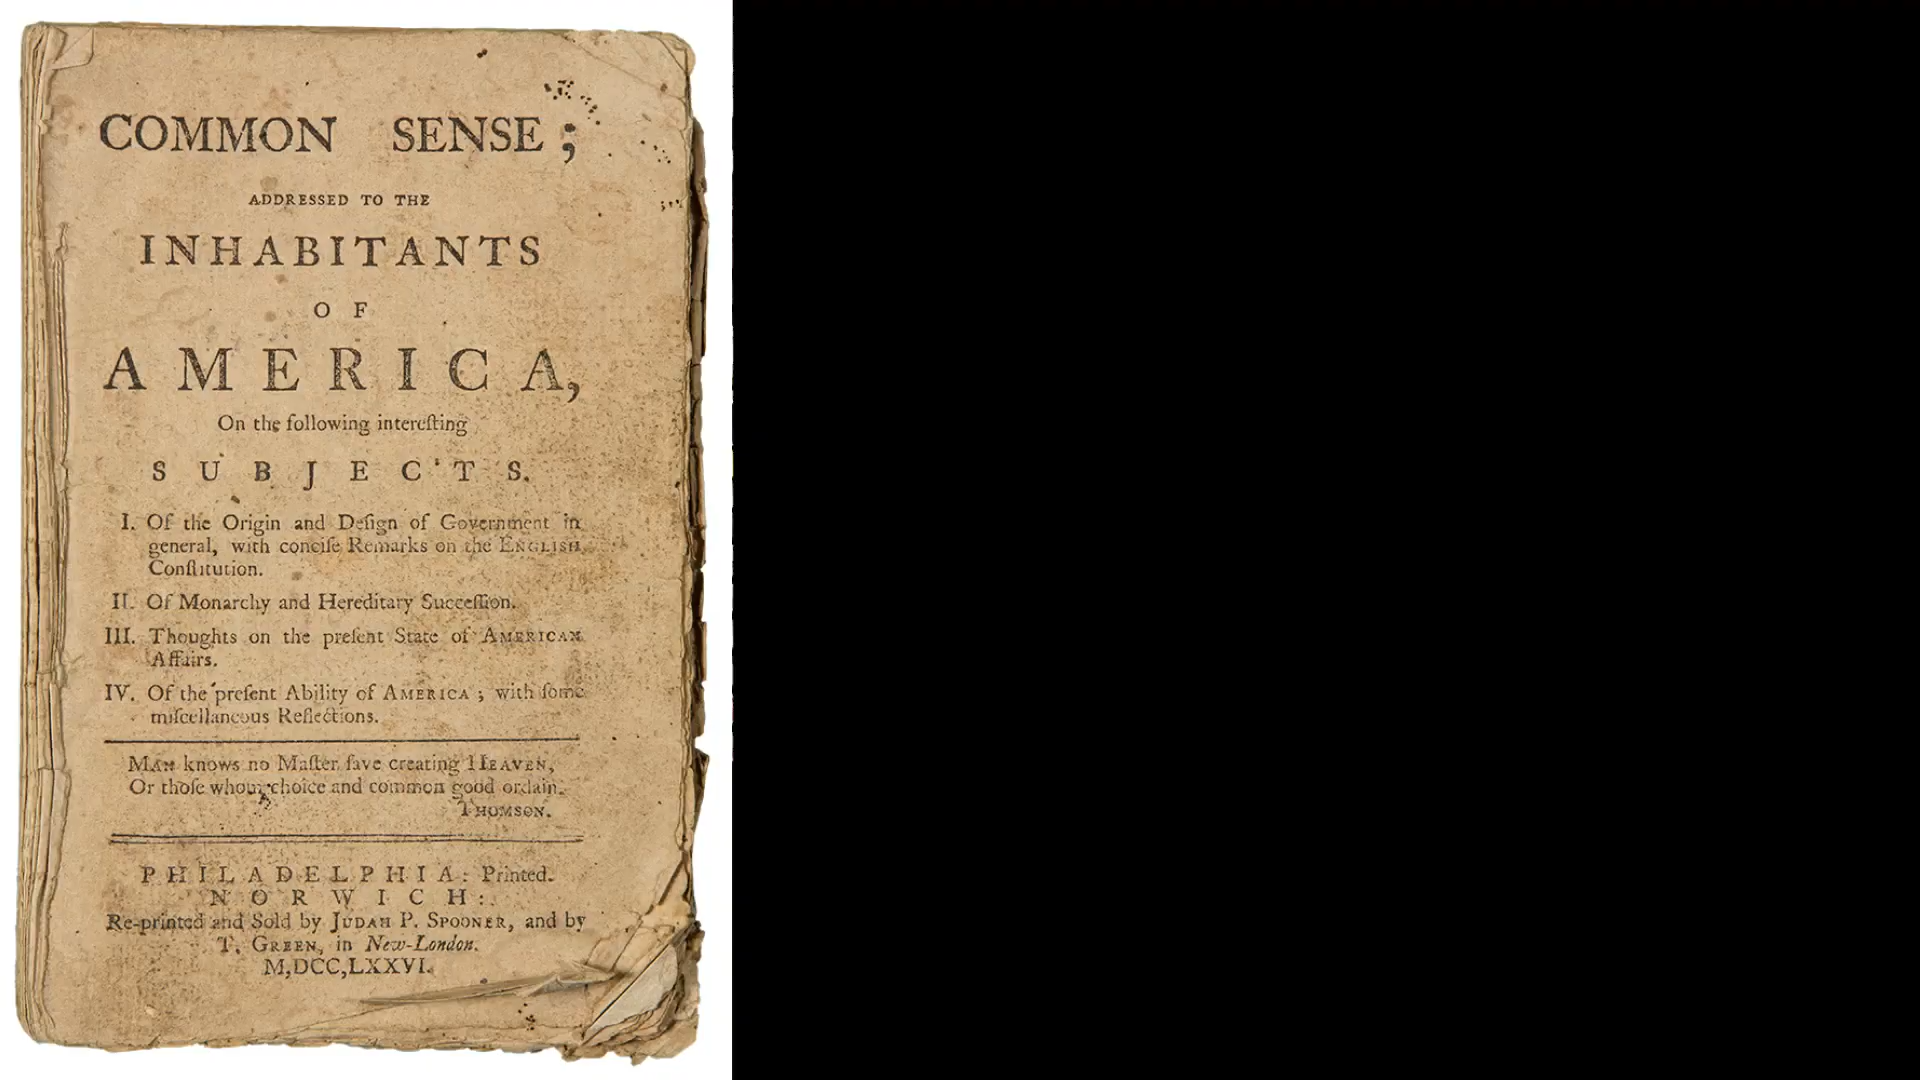 COMMON SENSE;
ADDRESSED TO THE
INHABITANTS
OF
AMERICA,
On the following intereſting
SUBJECTS.
I. Of the Origin and Deſign of Government in
general, with conciſe Remarks on the ENGLISH
Conſtitution.
II. Of Monarchy and Hereditary Succeſſion.
III. Thoughts on the preſent State of AMERICAN
Affairs.
IV. Of the preſent Ability of AMERICA; with ſome
miſcellaneous Reflections.
MAN knows no Maſter ſave creating HEAVEN,
Or thoſe whom choice and common good ordain.
THOMSON.
PHILADELPHIA: Printed.
NORWICH:
Re-printed and Sold by JUDAH P. SPOONER, and by
T. GREEN, in New-London.
M,DCC,LXXVI.